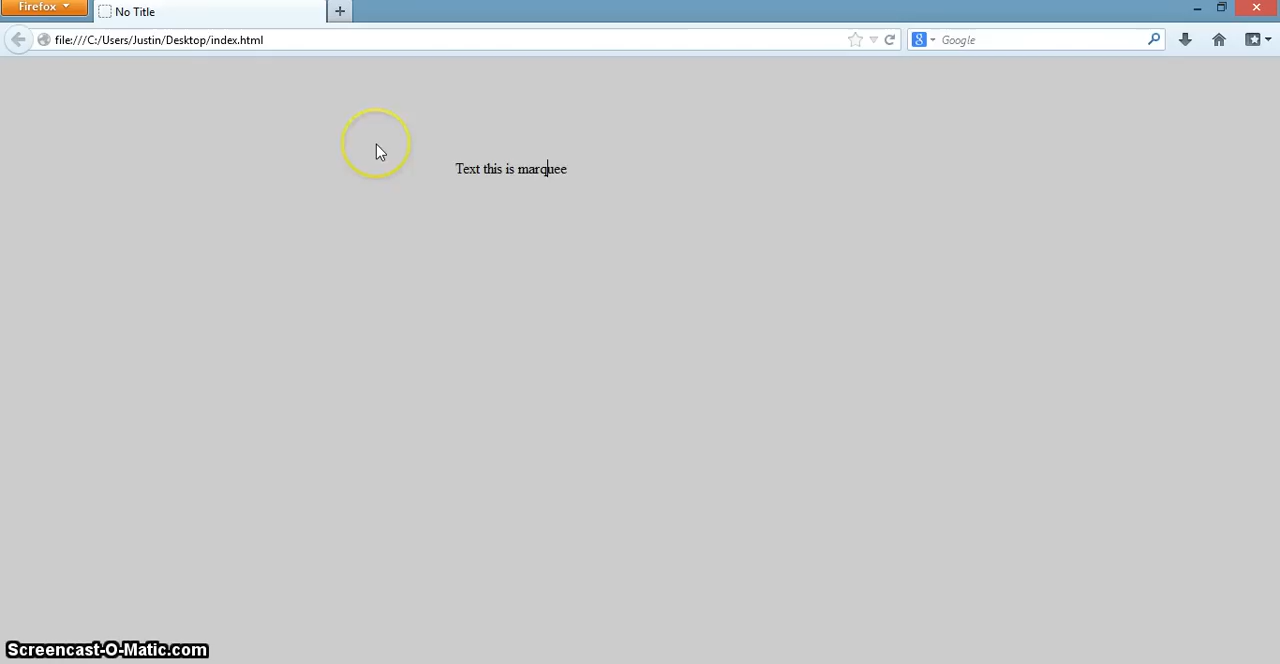 Firefox
No Title
file:///C:/Users/Justin/Desktop/index.html
Google
Text this is marquee
Screencast-O-Matic.com